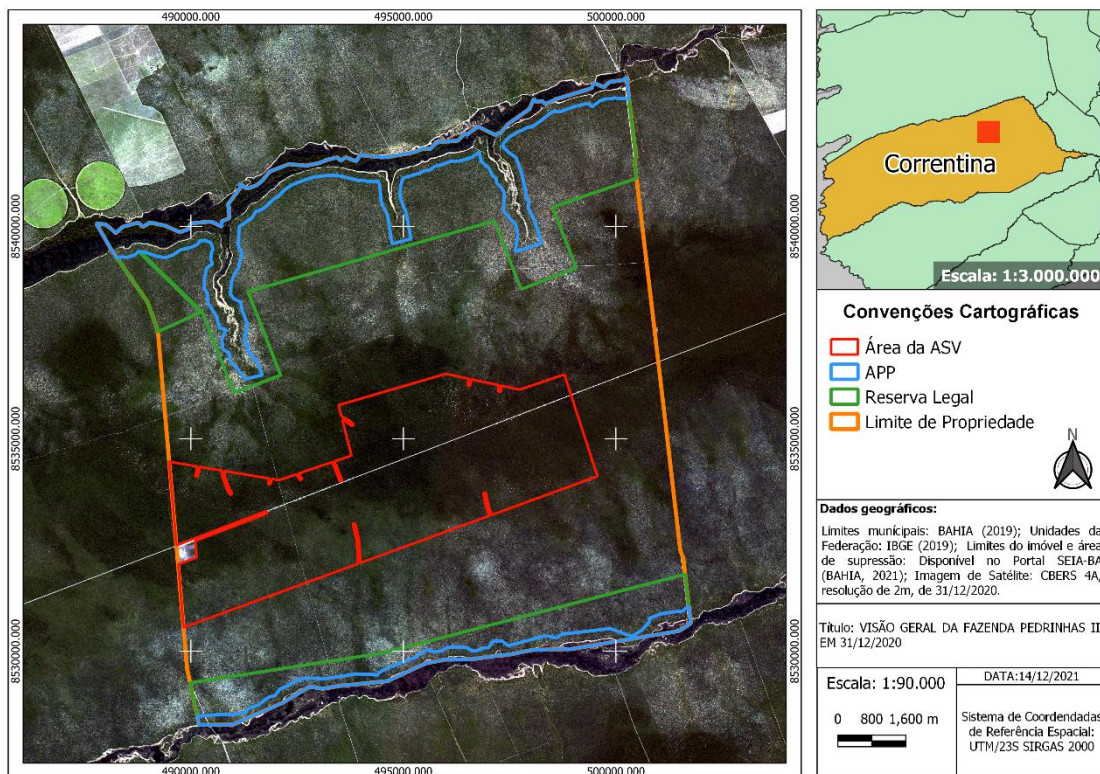 490000.000
495000.000
500000.000
8540000.000
8535000.000
8530000.000
8540000.000
8535000.000
8530000.000
490000.000
495000.000
500000.000
Correntina
Escala: 1:3.000.000
Convenções Cartográficas
Área da ASV
APP
Reserva Legal
Limite de Propriedade
N
Dados geográficos:
Limites munícipais: BAHIA (2019); Unidades da
Federação: IBGE (2019); Limites do imóvel e área
de supressão: Disponível no Portal SEIA-BA
(BAHIA, 2021); Imagem de Satélite: CBERS 4A,
resolução de 2m, de 31/12/2020.
Título: VISÃO GERAL DA FAZENDA PEDRINHAS II
EM 31/12/2020
Escala: 1:90.000
0 800 1,600 m
DATA:14/12/2021
Sistema de Coordendadas
de Referência Espacial:
UTM/23S SIRGAS 2000